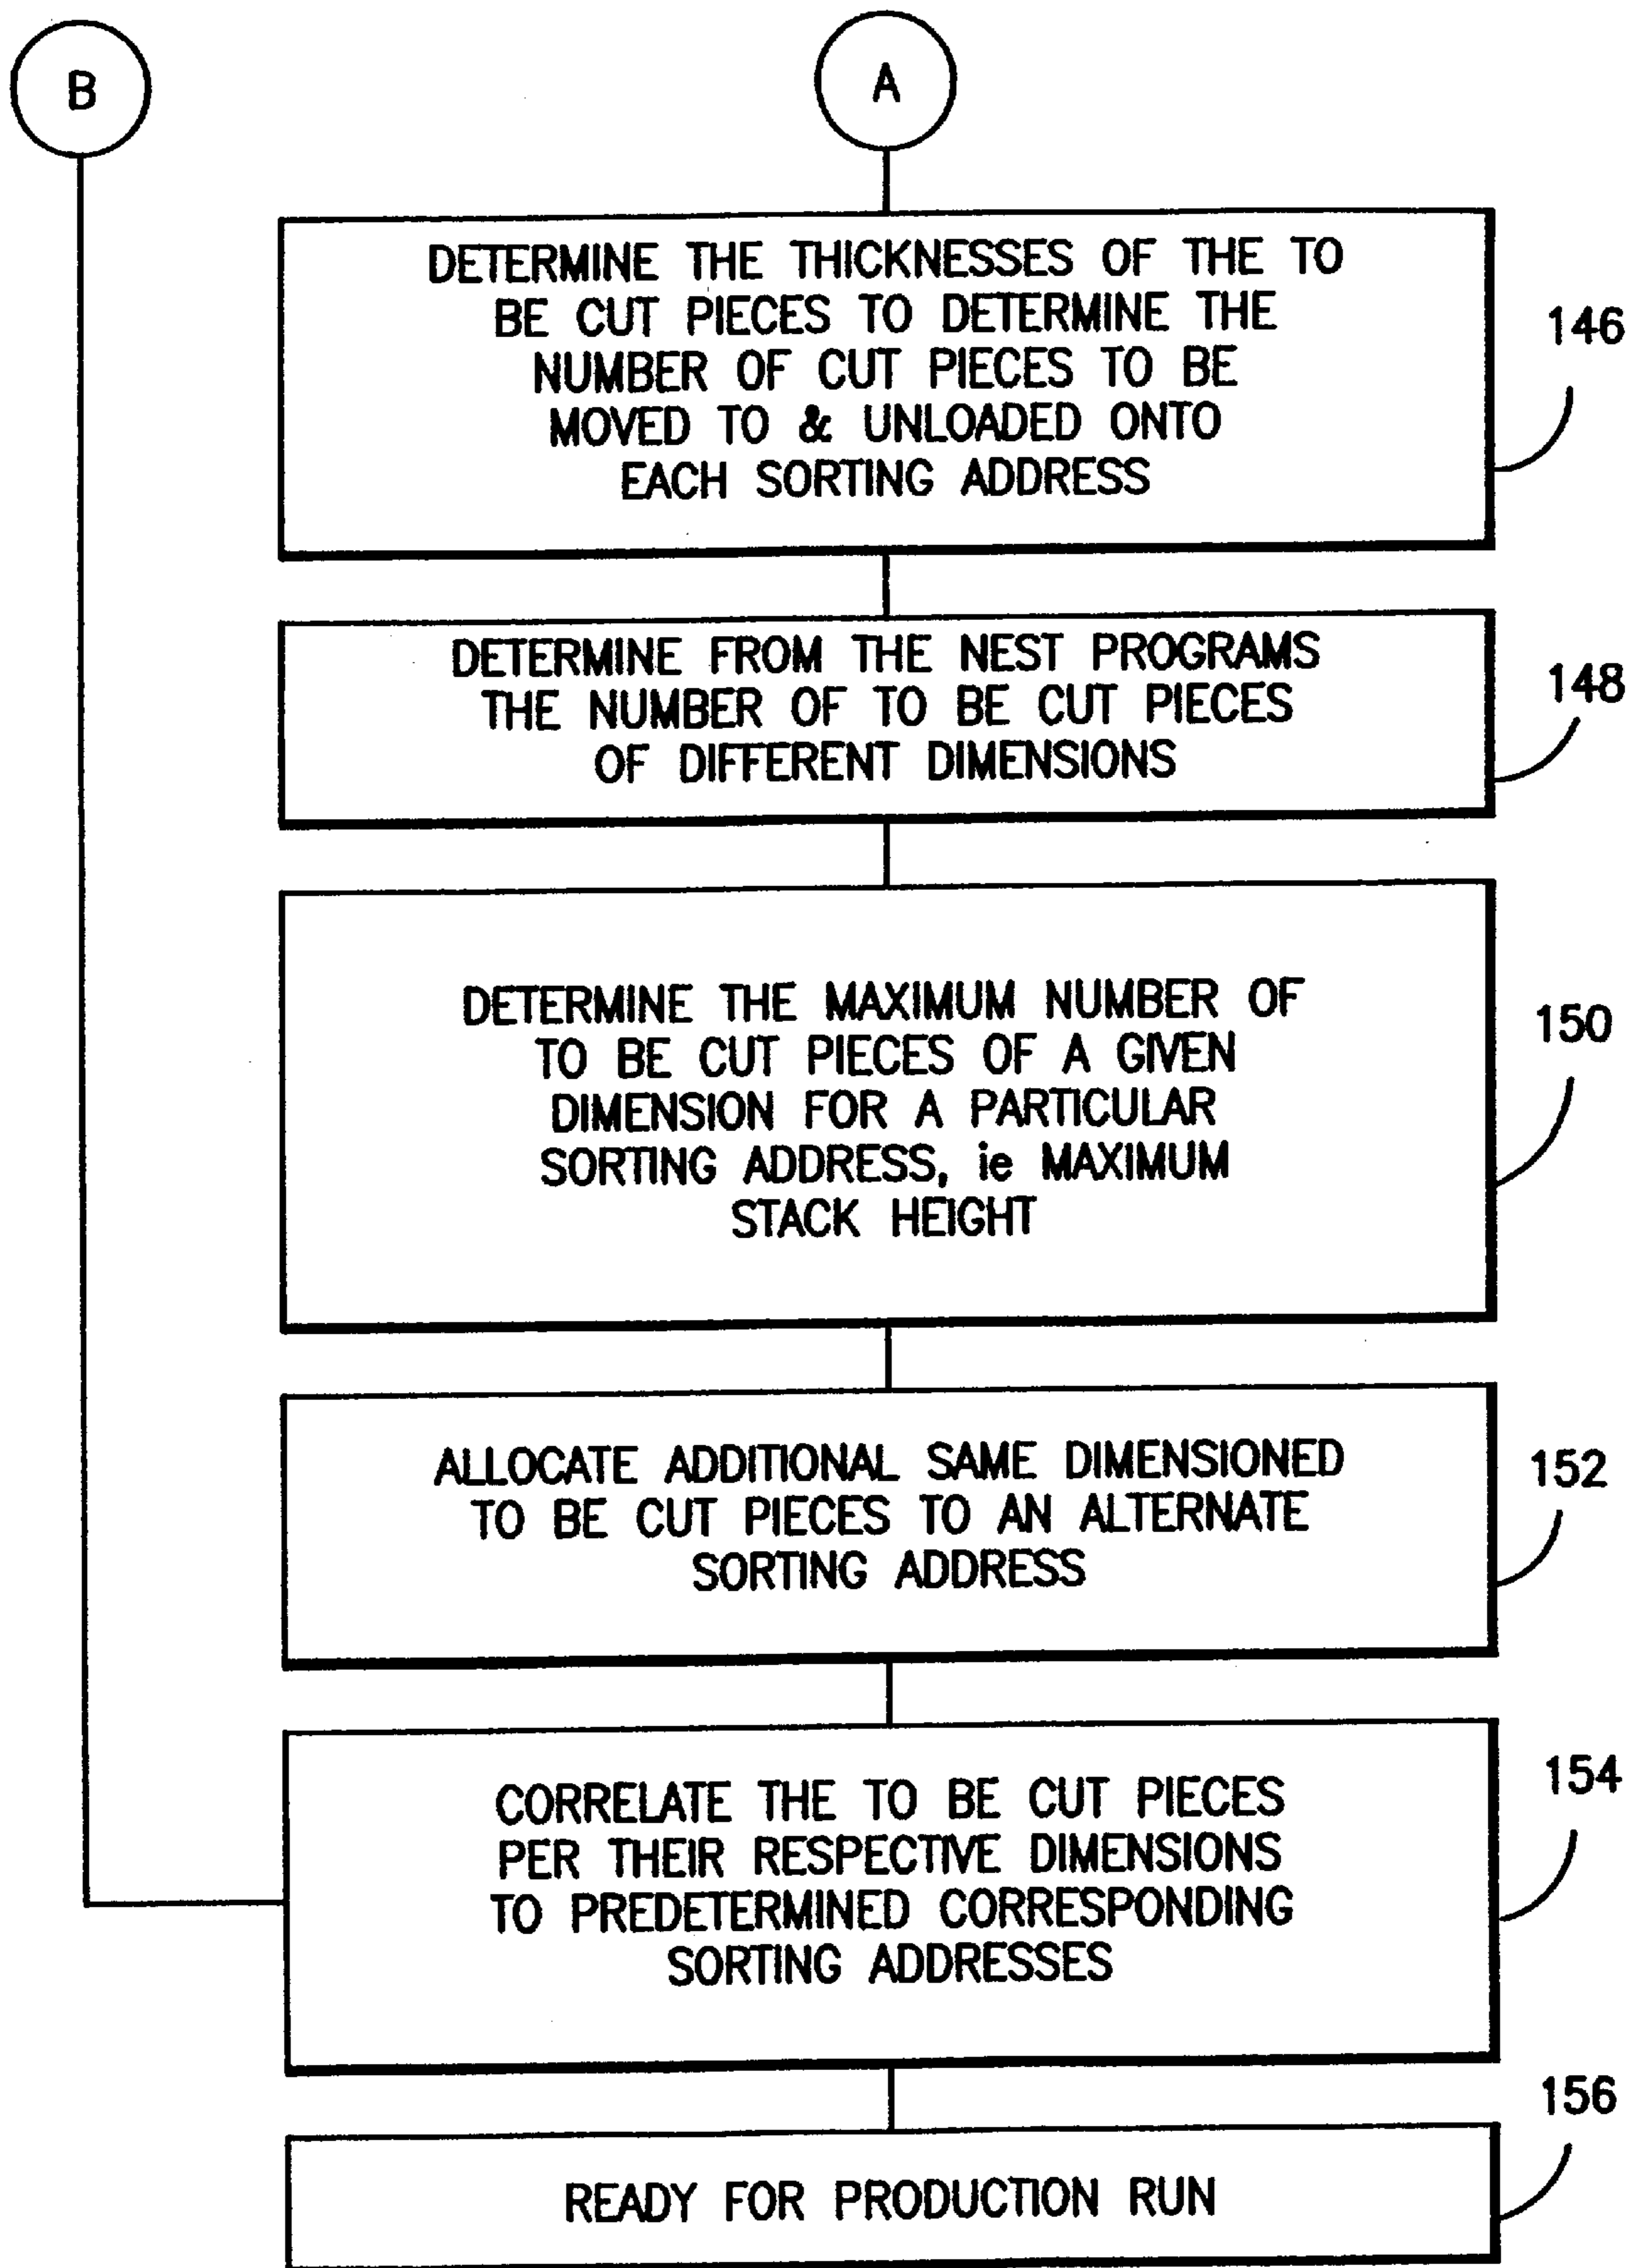 B
A
DETERMINE THE THICKNESSES OF THE TO
BE CUT PIECES TO DETERMINE THE
NUMBER OF CUT PIECES TO BE
MOVED TO & UNLOADED ONTO
EACH SORTING ADDRESS
146
DETERMINE FROM THE NEST PROGRAMS
THE NUMBER OF TO BE CUT PIECES
OF DIFFERENT DIMENSIONS
148
DETERMINE THE MAXIMUM NUMBER OF
TO BE CUT PIECES OF A GIVEN
DIMENSION FOR A PARTICULAR
SORTING ADDRESS, ie MAXIMUM
STACK HEIGHT
150
ALLOCATE ADDITIONAL SAME DIMENSIONED
TO BE CUT PIECES TO AN ALTERNATE
SORTING ADDRESS
152
CORRELATE THE TO BE CUT PIECES
PER THEIR RESPECTIVE DIMENSIONS
TO PREDETERMINED CORRESPONDING
SORTING ADDRESSES
154
READY FOR PRODUCTION RUN
156